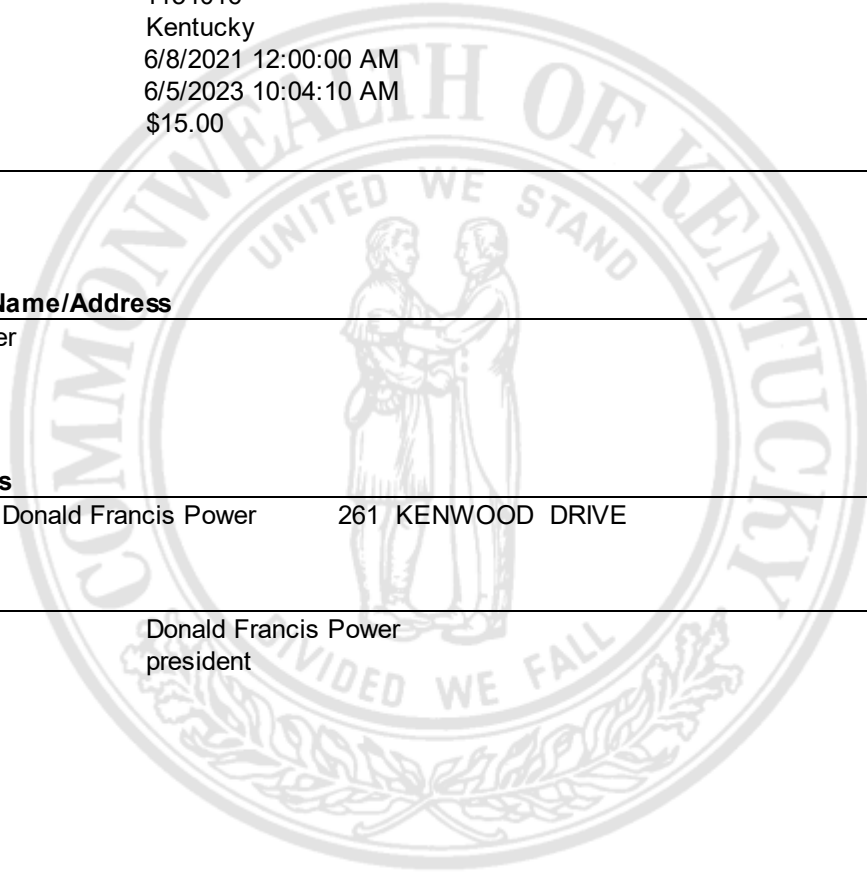 Kentucky
6/8/2021 12:00:00 AM
6/5/2023 10:04:10 AM
$15.00
COMMONWEALTH OF KENTUCKY
UNITED WE STAND
Name/Address
er
s
Donald Francis Power 261 KENWOOD DRIVE
Donald Francis Power
president
DIVIDED WE FALL